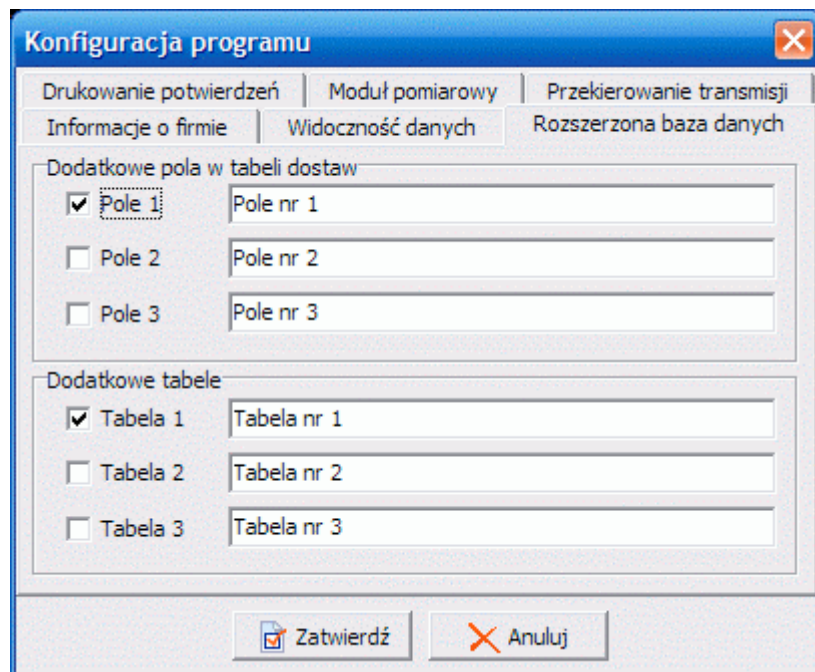 Konfiguracja programu
Drukowanie potwierdzeń Moduł pomiarowy Przekierowanie transmisji
Informacje o firmie Widoczność danych Rozszerzona baza danych
Dodatkowe pola w tabeli dostaw
Pole 1 Pole nr 1
Pole 2 Pole nr 2
Pole 3 Pole nr 3
Dodatkowe tabele
Tabela 1 Tabela nr 1
Tabela 2 Tabela nr 2
Tabela 3 Tabela nr 3
Zatwierdź Anuluj